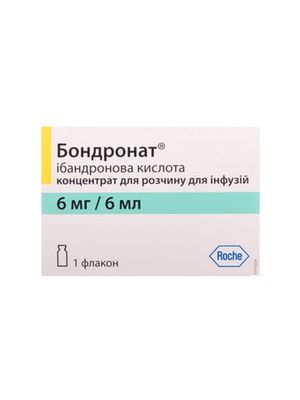 Бондронат®
ібандронова кислота
концентрат для розчину для інфузій
6 мг / 6 мл
1 флакон
Roche